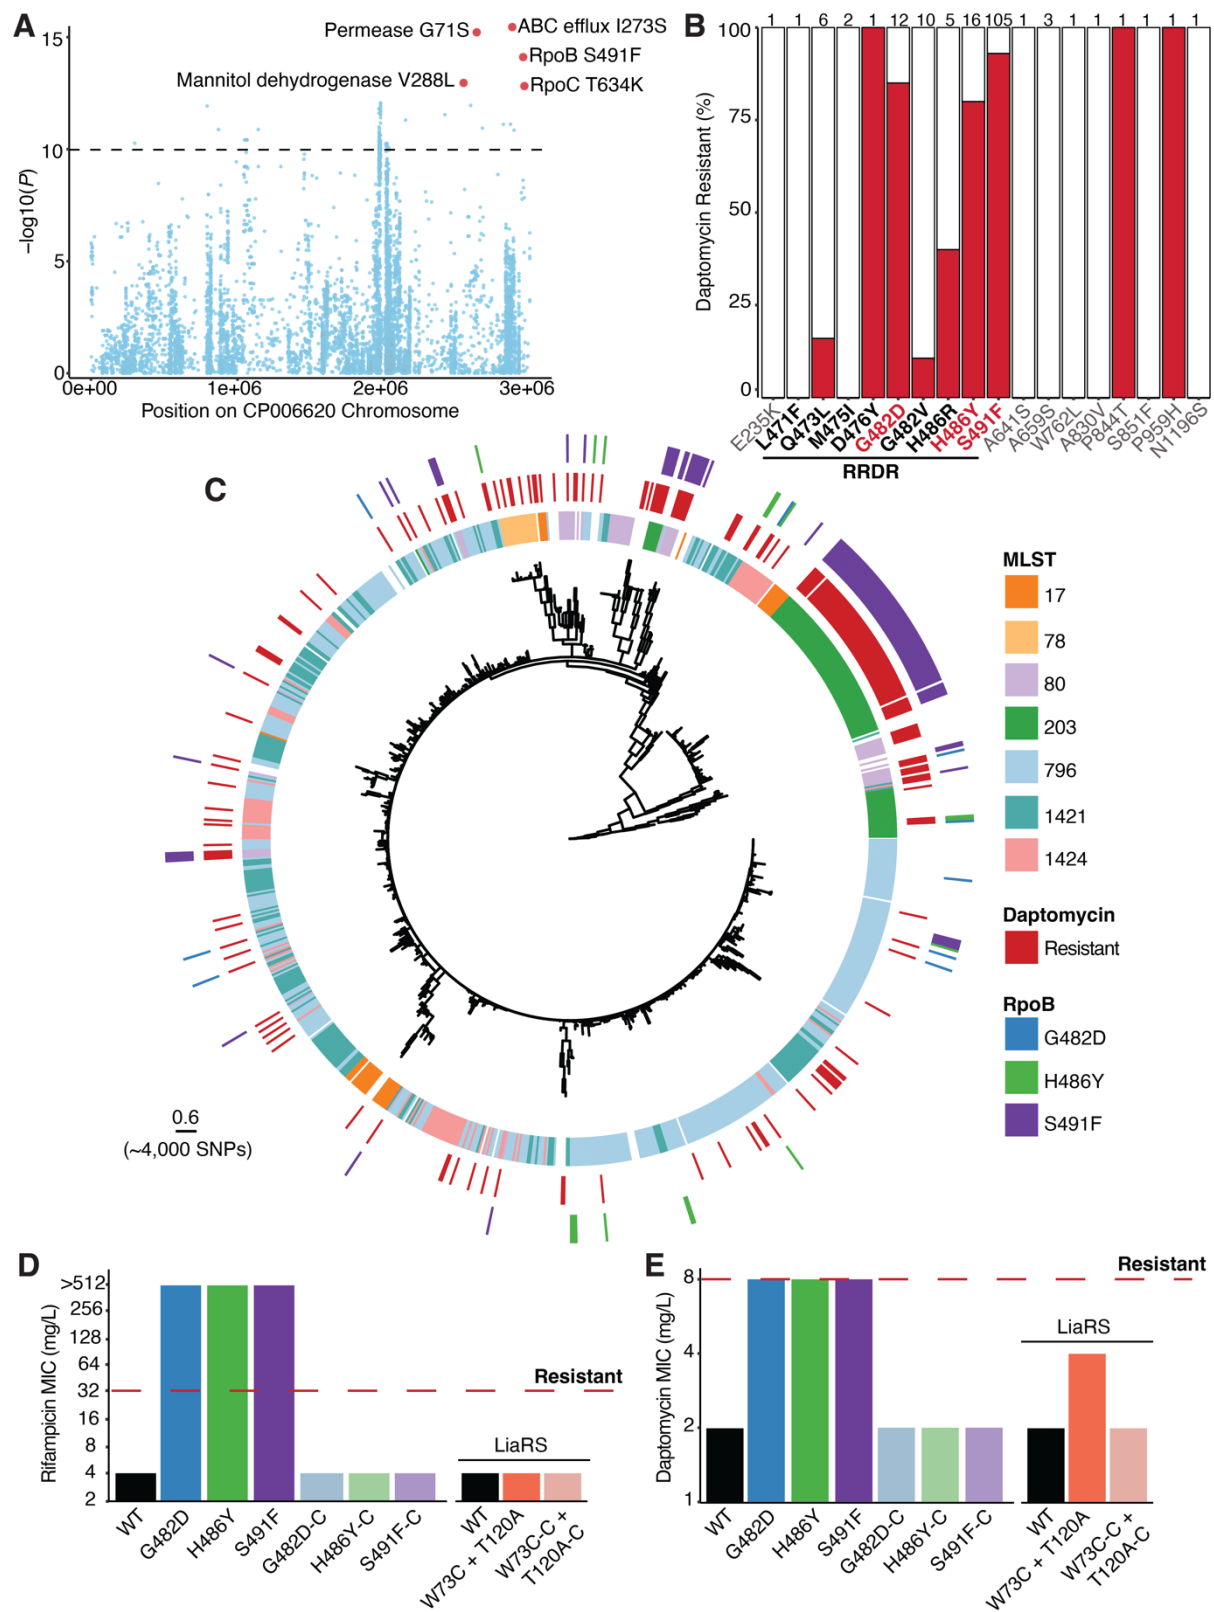 A
Permease G71S
ABC efflux I273S
RpoB S491F
Mannitol dehydrogenase V288L
RpoC T634K
−log10(P)
15
10
5
0
0e+00
1e+06
2e+06
3e+06
Position on CP006620 Chromosome
B
1 1 6 2 1 12 10 5 16 105 1 3 1 1 1 1 1 1
Daptomycin Resistant (%)
100
75
50
25
0
E235K
L471F
Q473L
M475I
D476Y
G482D
G482V
H486R
H486Y
S491F
A641S
A659S
W762L
A830V
P844T
S851F
P959H
N1196S
RRDR
C
0.6
(~4,000 SNPs)
MLST
17
78
80
203
796
1421
1424
Daptomycin
Resistant
RpoB
G482D
H486Y
S491F
D
Rifampicin MIC (mg/L)
>512
256
128
64
32
16
8
4
2
Resistant
LiaRS
WT
G482D
H486Y
S491F
G482D-C
H486Y-C
S491F-C
WT
W73C + T120A
W73C-C +
T120A-C
E
Daptomycin MIC (mg/L)
8
4
2
1
Resistant
LiaRS
WT
G482D
H486Y
S491F
G482D-C
H486Y-C
S491F-C
WT
W73C + T120A
W73C-C +
T120A-C